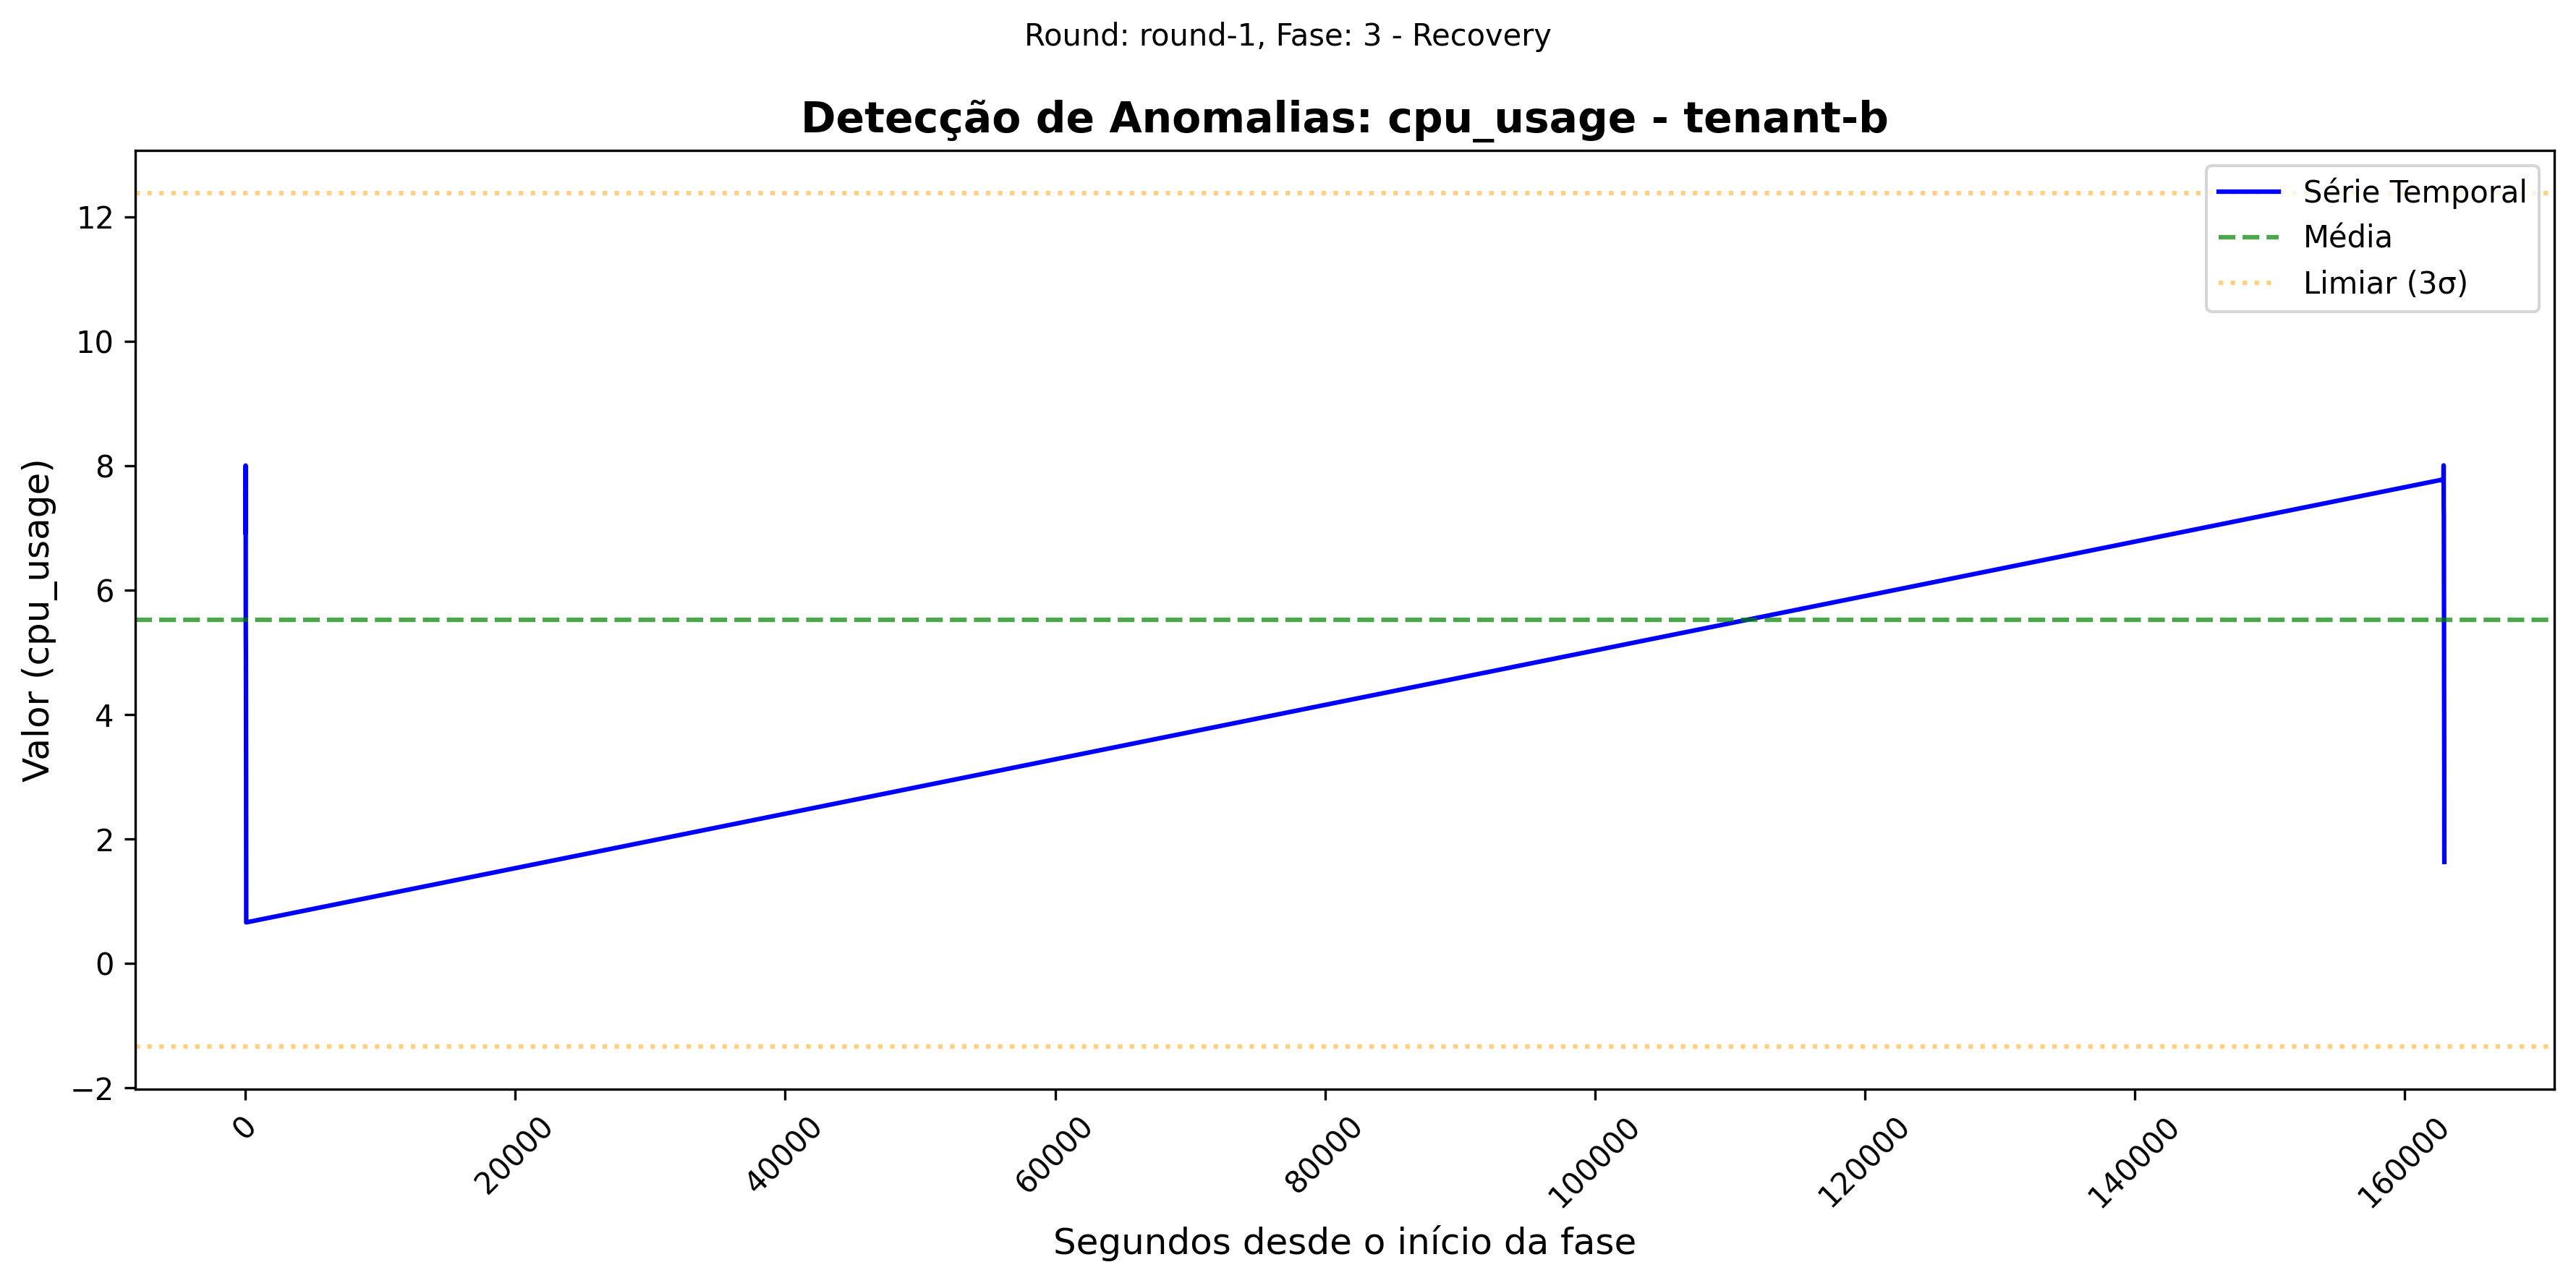 Round: round-1, Fase: 3 - Recovery
Detecção de Anomalias: cpu_usage - tenant-b
Série Temporal
Média
Limiar (3σ)
Valor (cpu_usage)
12
10
8
6
4
2
0
−2
0
20000
40000
60000
80000
100000
120000
140000
160000
Segundos desde o início da fase